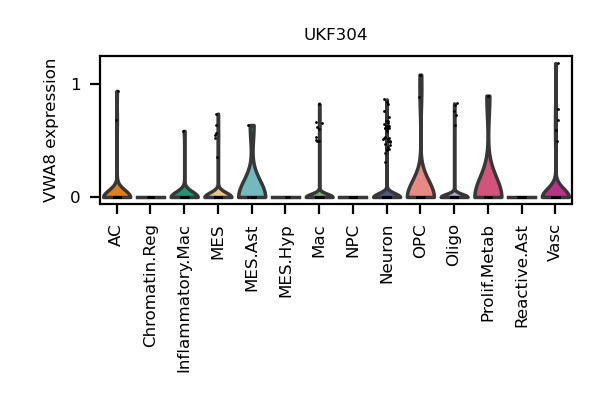 UKF304
VWA8 expression
1
0
AC
Chromatin.Reg
Inflammatory.Mac
MES
MES.Ast
MES.Hyp
Mac
NPC
Neuron
OPC
Oligo
Prolif.Metab
Reactive.Ast
Vasc